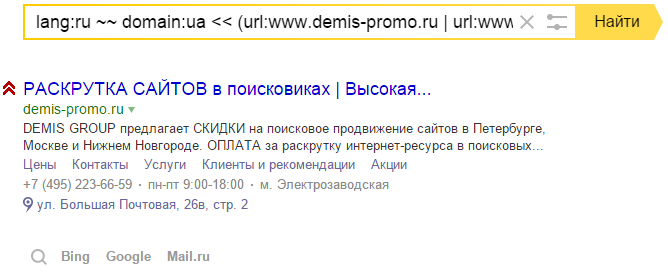 lang:ru ~~ domain:ua << (url:www.demis-promo.ru | url:www
Найти
РАСКРУТКА САЙТОВ в поисковиках | Высокая...
demis-promo.ru
DEMIS GROUP предлагает СКИДКИ на поисковое продвижение сайтов в Петербурге,
Москве и Нижнем Новгороде. ОПЛАТА за раскрутку интернет-ресурса в поисковых...
Цены Контакты Услуги Клиенты и рекомендации Акции
+7 (495) 223-66-59 · пн-пт 9:00-18:00 · м. Электрозаводская
ул. Большая Почтовая, 26в, стр. 2
Bing Google Mail.ru